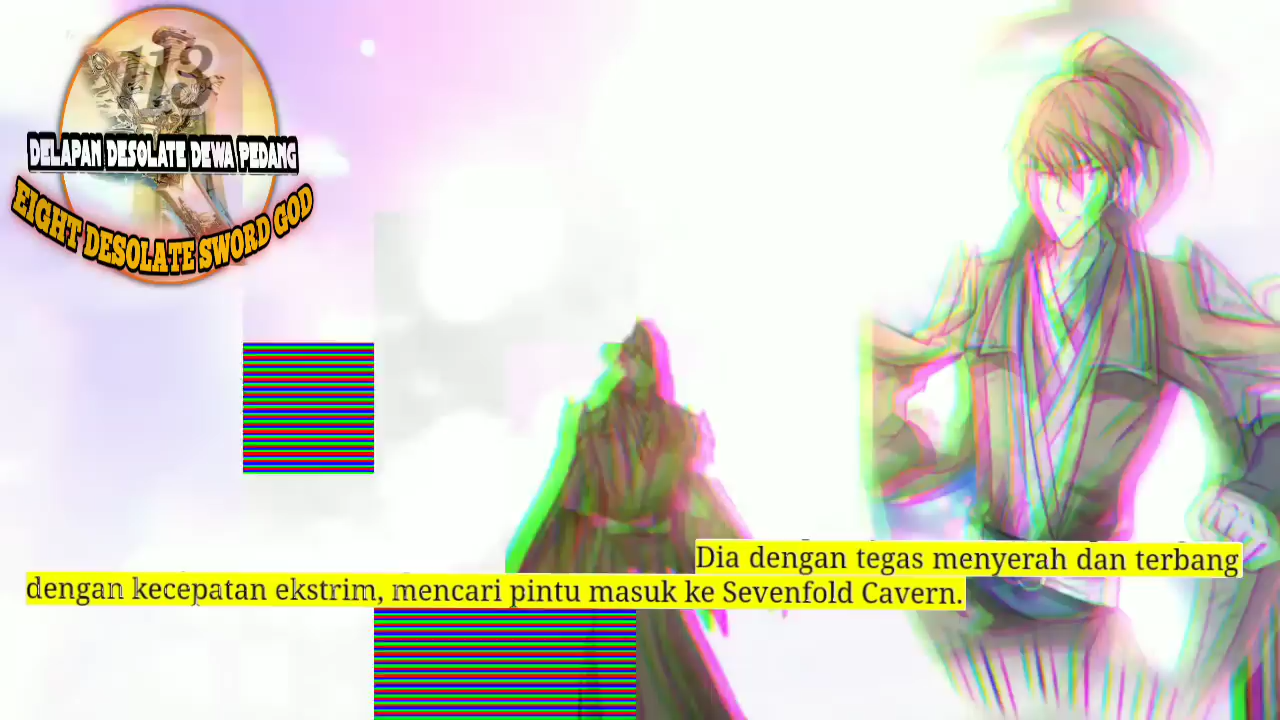 113
DELAPAN DESOLATE DEWA PEDANG
EIGHT DESOLATE SWORD GOD
Dia dengan tegas menyerah dan terbang
dengan kecepatan ekstrim, mencari pintu masuk ke Sevenfold Cavern.